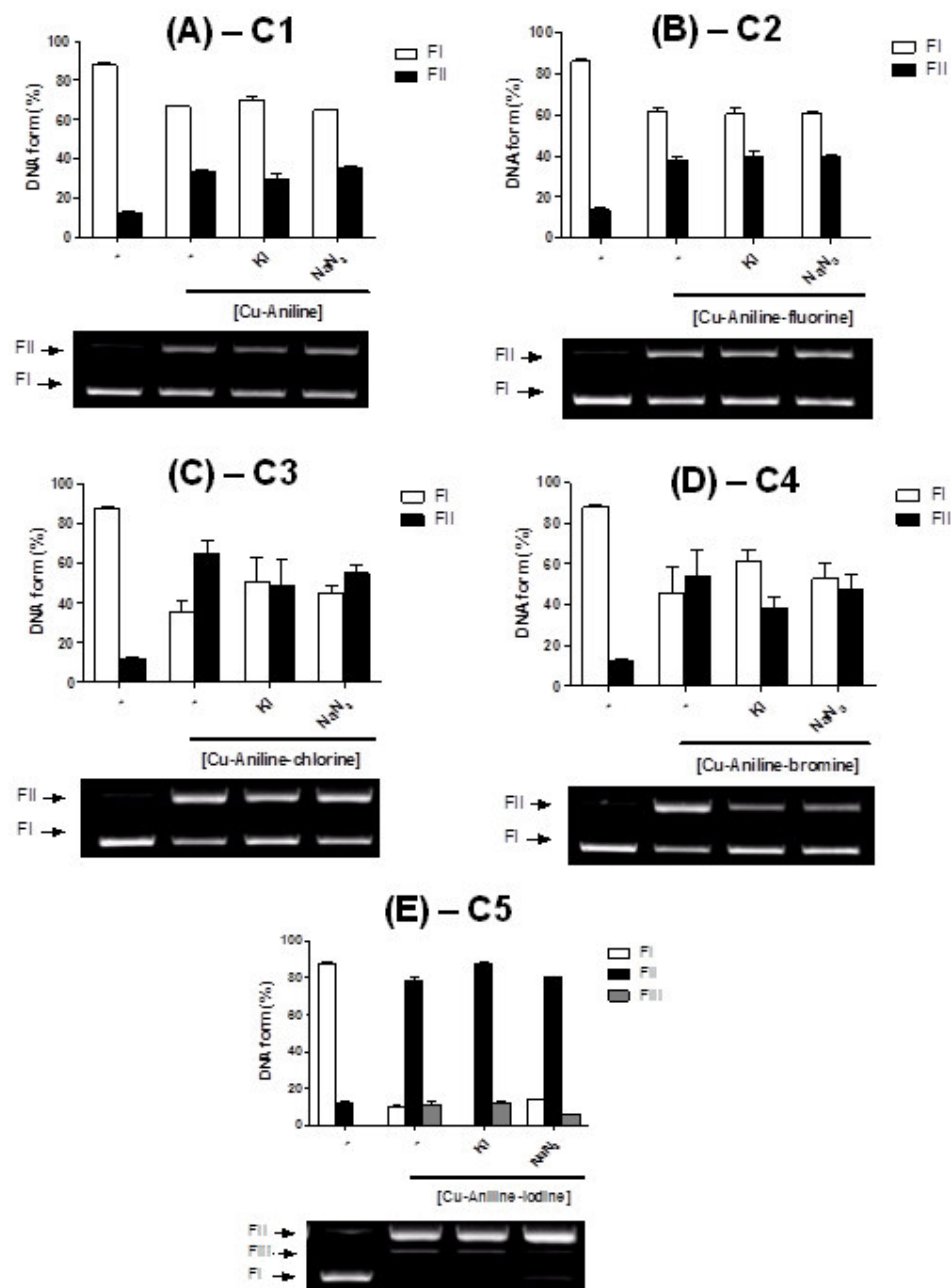 (A) – C1
FI
FII
DNA form (%)
100
80
60
40
20
0
-
-
KI
NaN3
[Cu-Aniline]
FII
FI
(B) – C2
FI
FII
DNA form (%)
100
80
60
40
20
0
-
-
KI
NaN3
[Cu-Aniline-fluorine]
FII
FI
(C) – C3
FI
FII
DNA form (%)
100
80
60
40
20
0
-
-
KI
NaN3
[Cu-Aniline-chlorine]
FII
FI
(D) – C4
FI
FII
DNA form (%)
100
80
60
40
20
0
-
-
KI
NaN3
[Cu-Aniline-bromine]
FII
FI
(E) – C5
FI
FII
FIII
DNA form (%)
100
80
60
40
20
0
-
-
KI
NaN3
[Cu-Aniline-iodine]
FII
FIII
FI